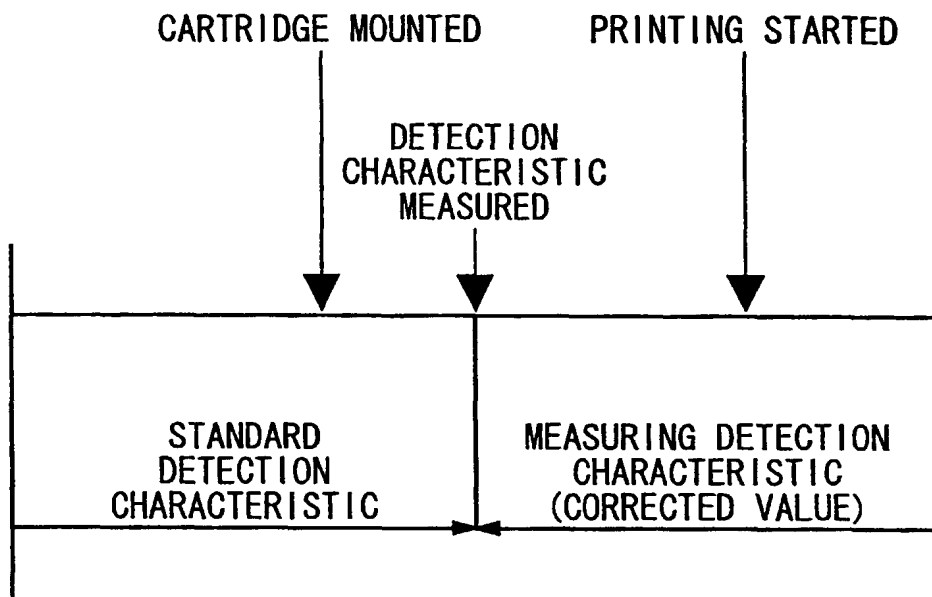 CARTRIDGE MOUNTED
PRINTING STARTED
DETECTION
CHARACTERISTIC
MEASURED
STANDARD
DETECTION
CHARACTERISTIC
MEASURING DETECTION
CHARACTERISTIC
(CORRECTED VALUE)